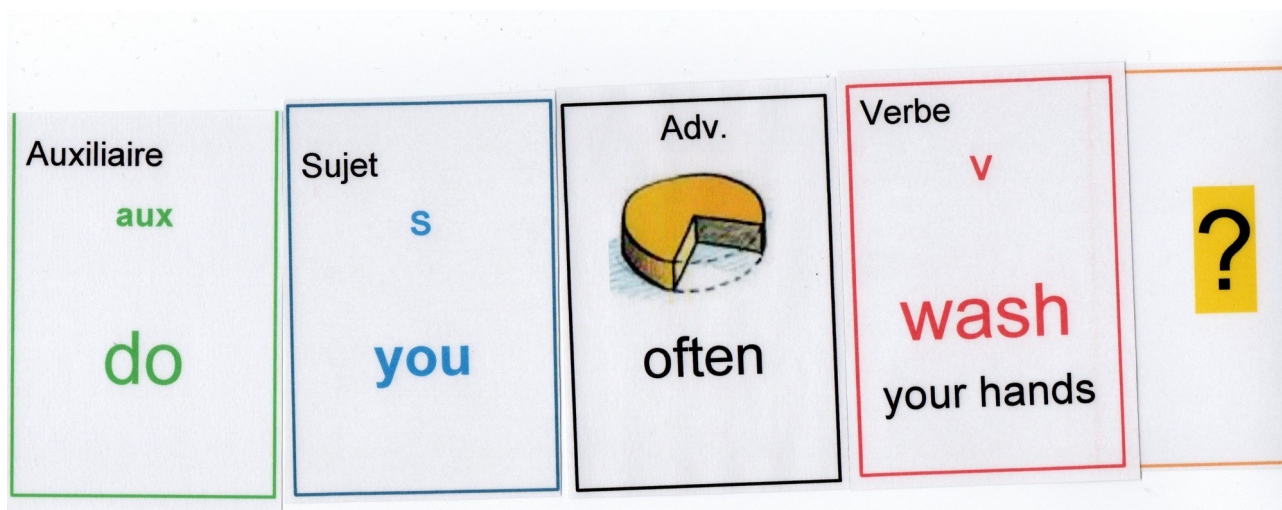 Auxiliaire
aux
do
Sujet
s
you
Adv.
often
Verbe
v
wash
your hands
?